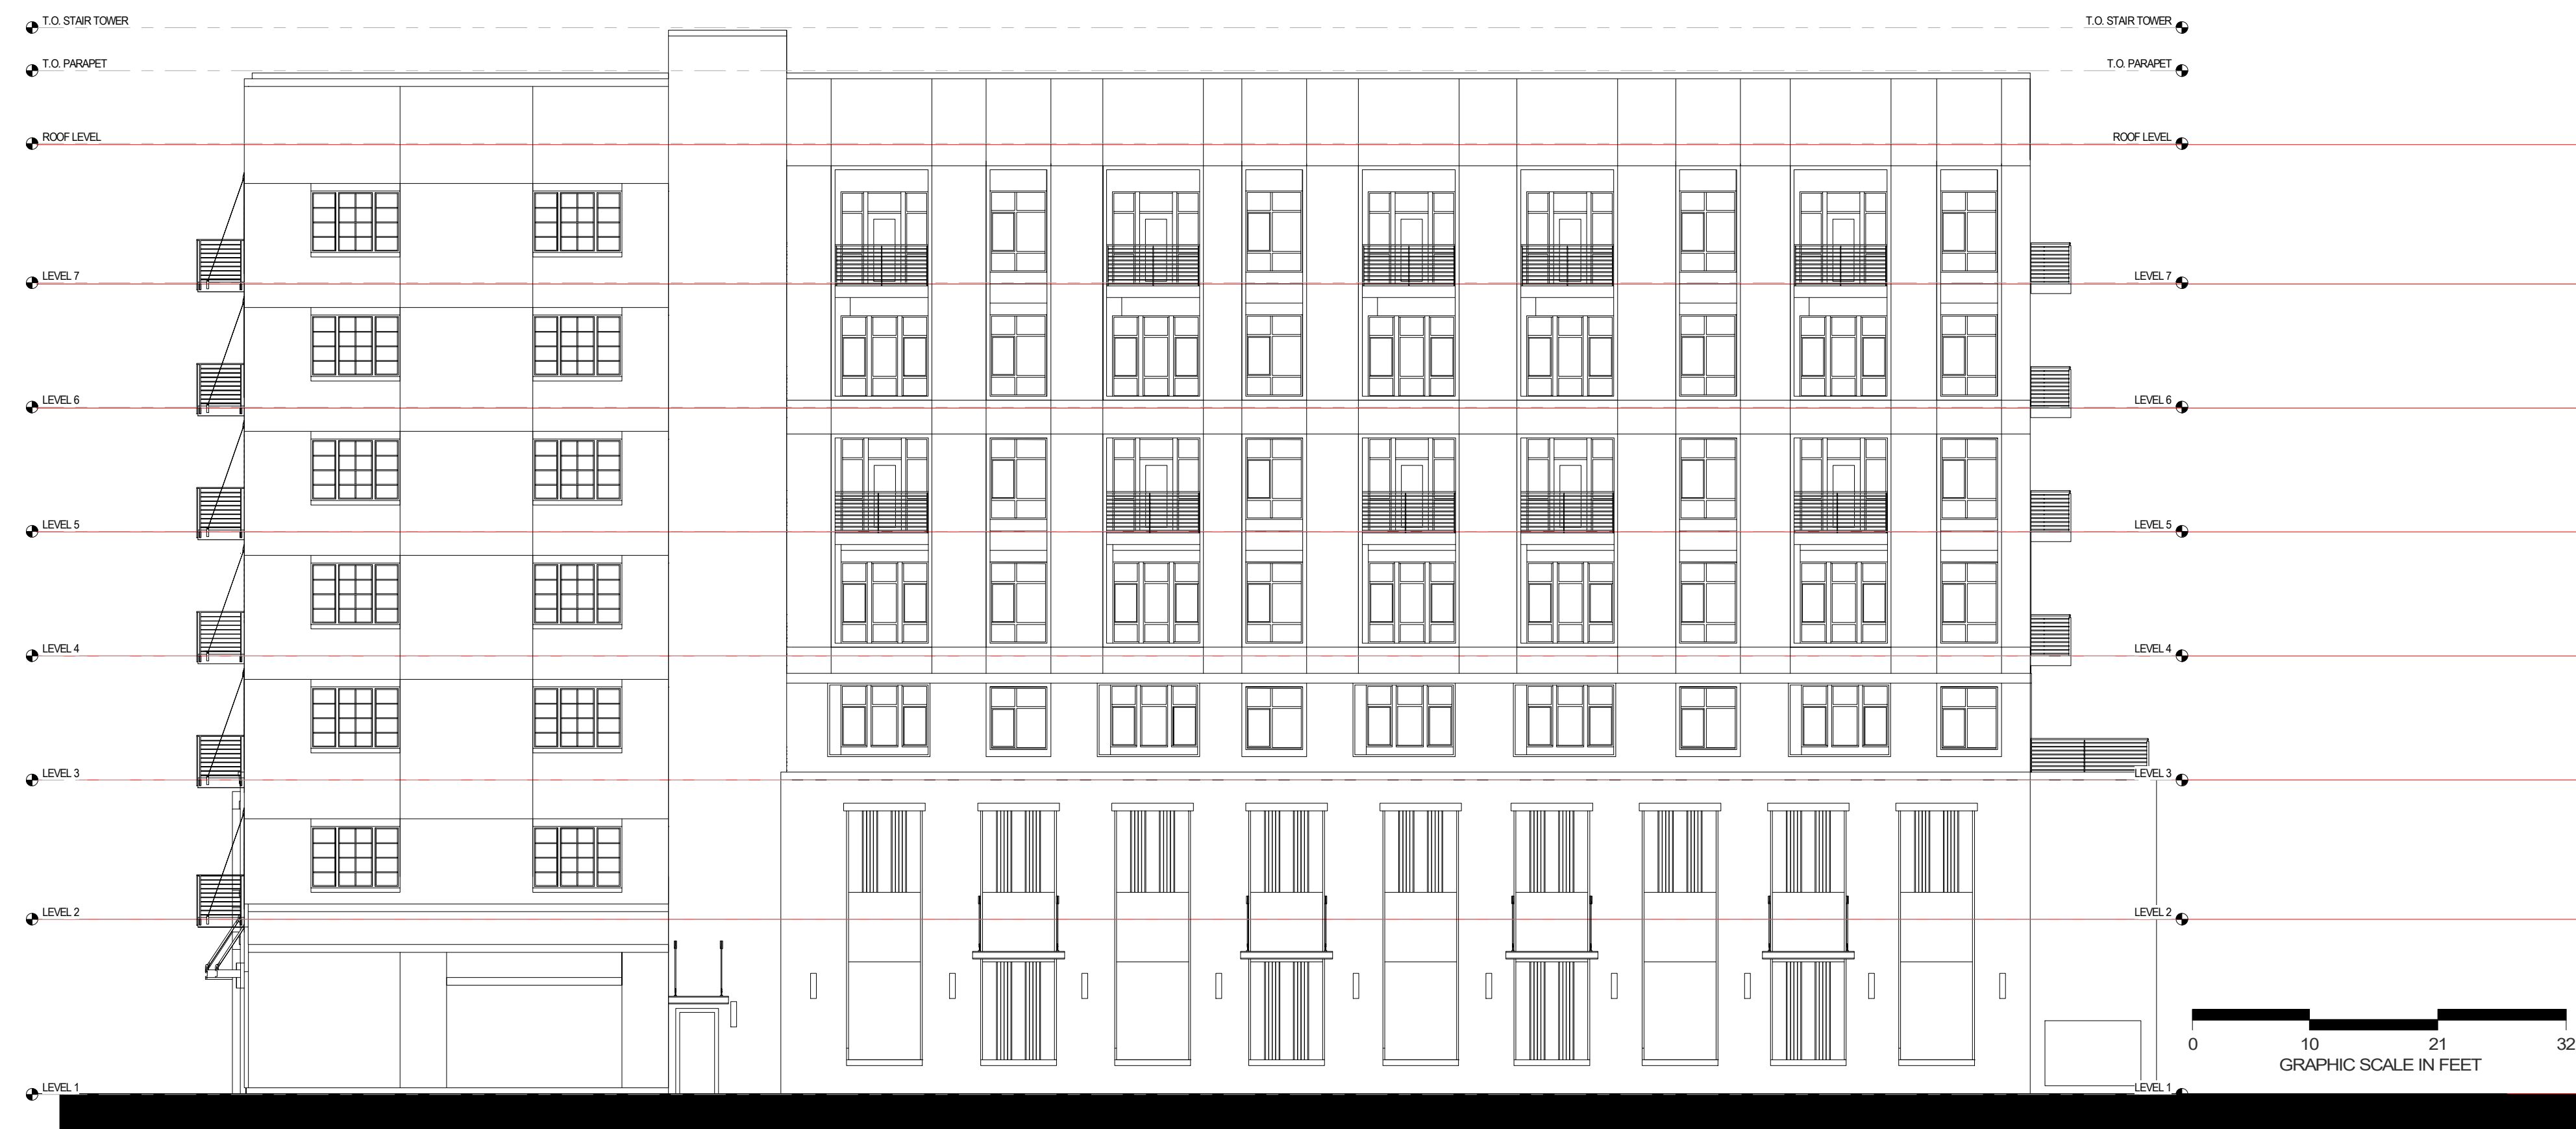 T.O. STAIR TOWER T.O. STAIR TOWER
T.O. PARAPET T.O. PARAPET
ROOF LEVEL ROOF LEVEL
LEVEL 7 LEVEL 7
LEVEL 6 LEVEL 6
LEVEL 5 LEVEL 5
LEVEL 4 LEVEL 4
LEVEL 3 LEVEL 3
LEVEL 2 LEVEL 2
0 10 21 32
GRAPHIC SCALE IN FEET
LEVEL 1 LEVEL 1